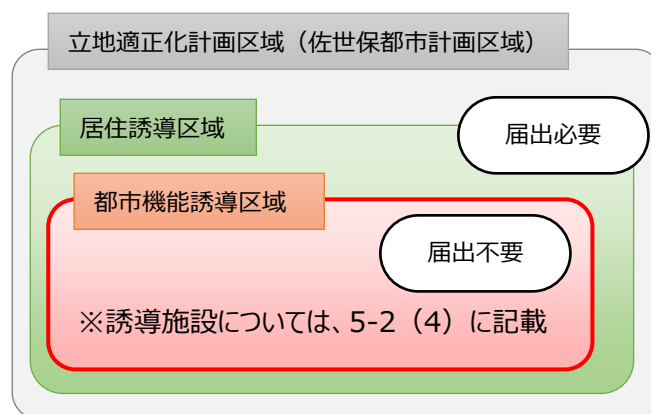 立地適正化計画区域（佐世保都市計画区域）
居住誘導区域
届出必要
都市機能誘導区域
届出不要
※誘導施設については、5-2（4）に記載